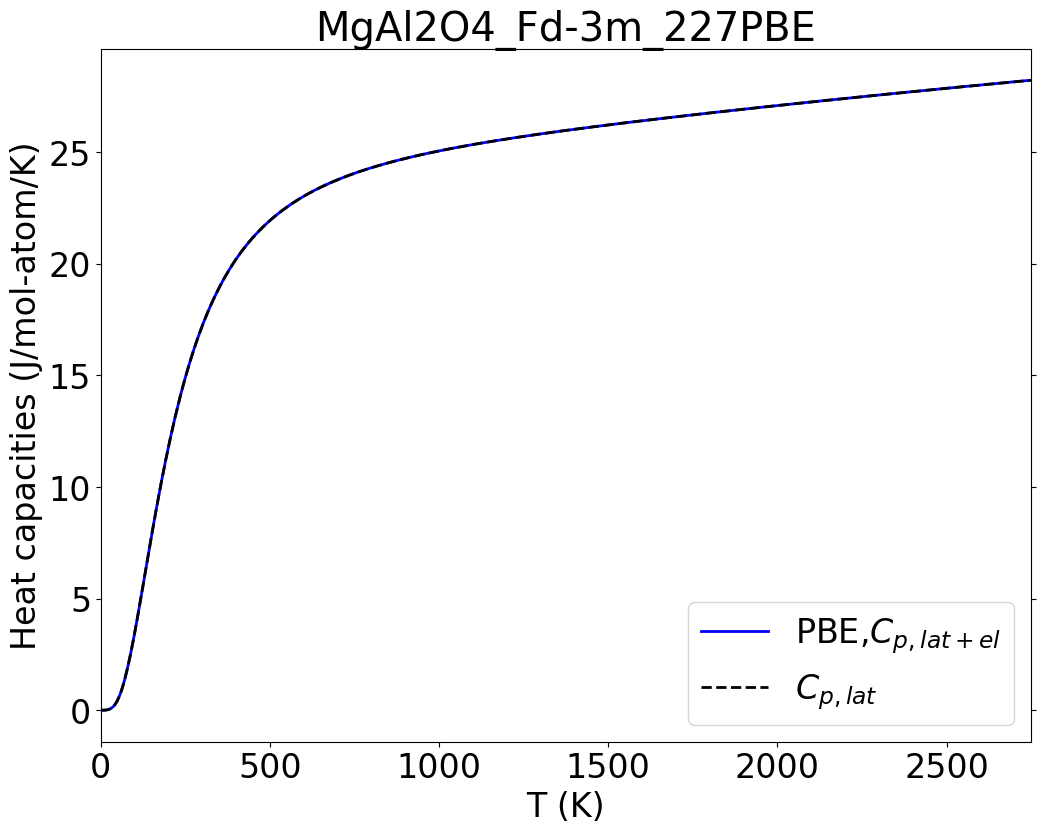 MgAl2O4_Fd-3m_227PBE
Heat capacities (J/mol-atom/K)
25
20
15
10
5
0
0 500 1000 1500 2000 2500
T (K)
PBE,$C_{p,lat+el}$
$C_{p,lat}$